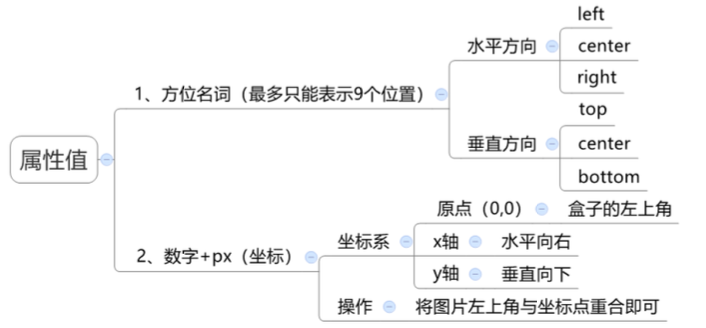 属性值
1、方位名词（最多只能表示9个位置）
水平方向
left
center
right
垂直方向
top
center
bottom
2、数字+px（坐标）
坐标系
原点（0,0） 盒子的左上角
x轴 水平向右
y轴 垂直向下
操作 将图片左上角与坐标点重合即可